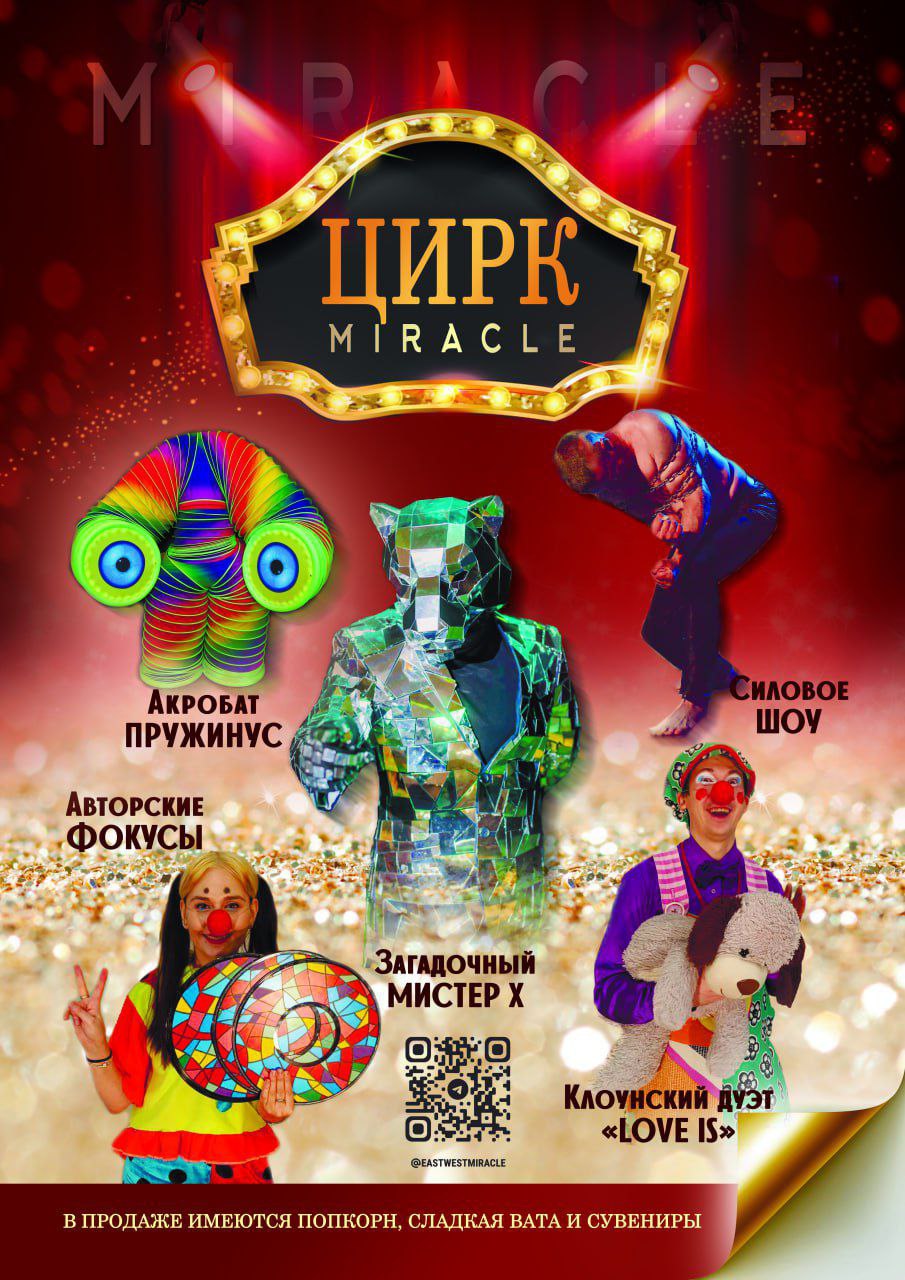 MIRACLE
ЦИРК
MIRACLE
Акробат
ПРУЖИНУС
Силовое
ШОУ
Авторские
ФОКУСЫ
Загадочный
МИСТЕР X
Клоунский дуэт
«LOVE IS»
@EASTWESTMIRACLE
В ПРОДАЖЕ ИМЕЮТСЯ ПОПКОРН, СЛАДКАЯ ВАТА И СУВЕНИРЫ